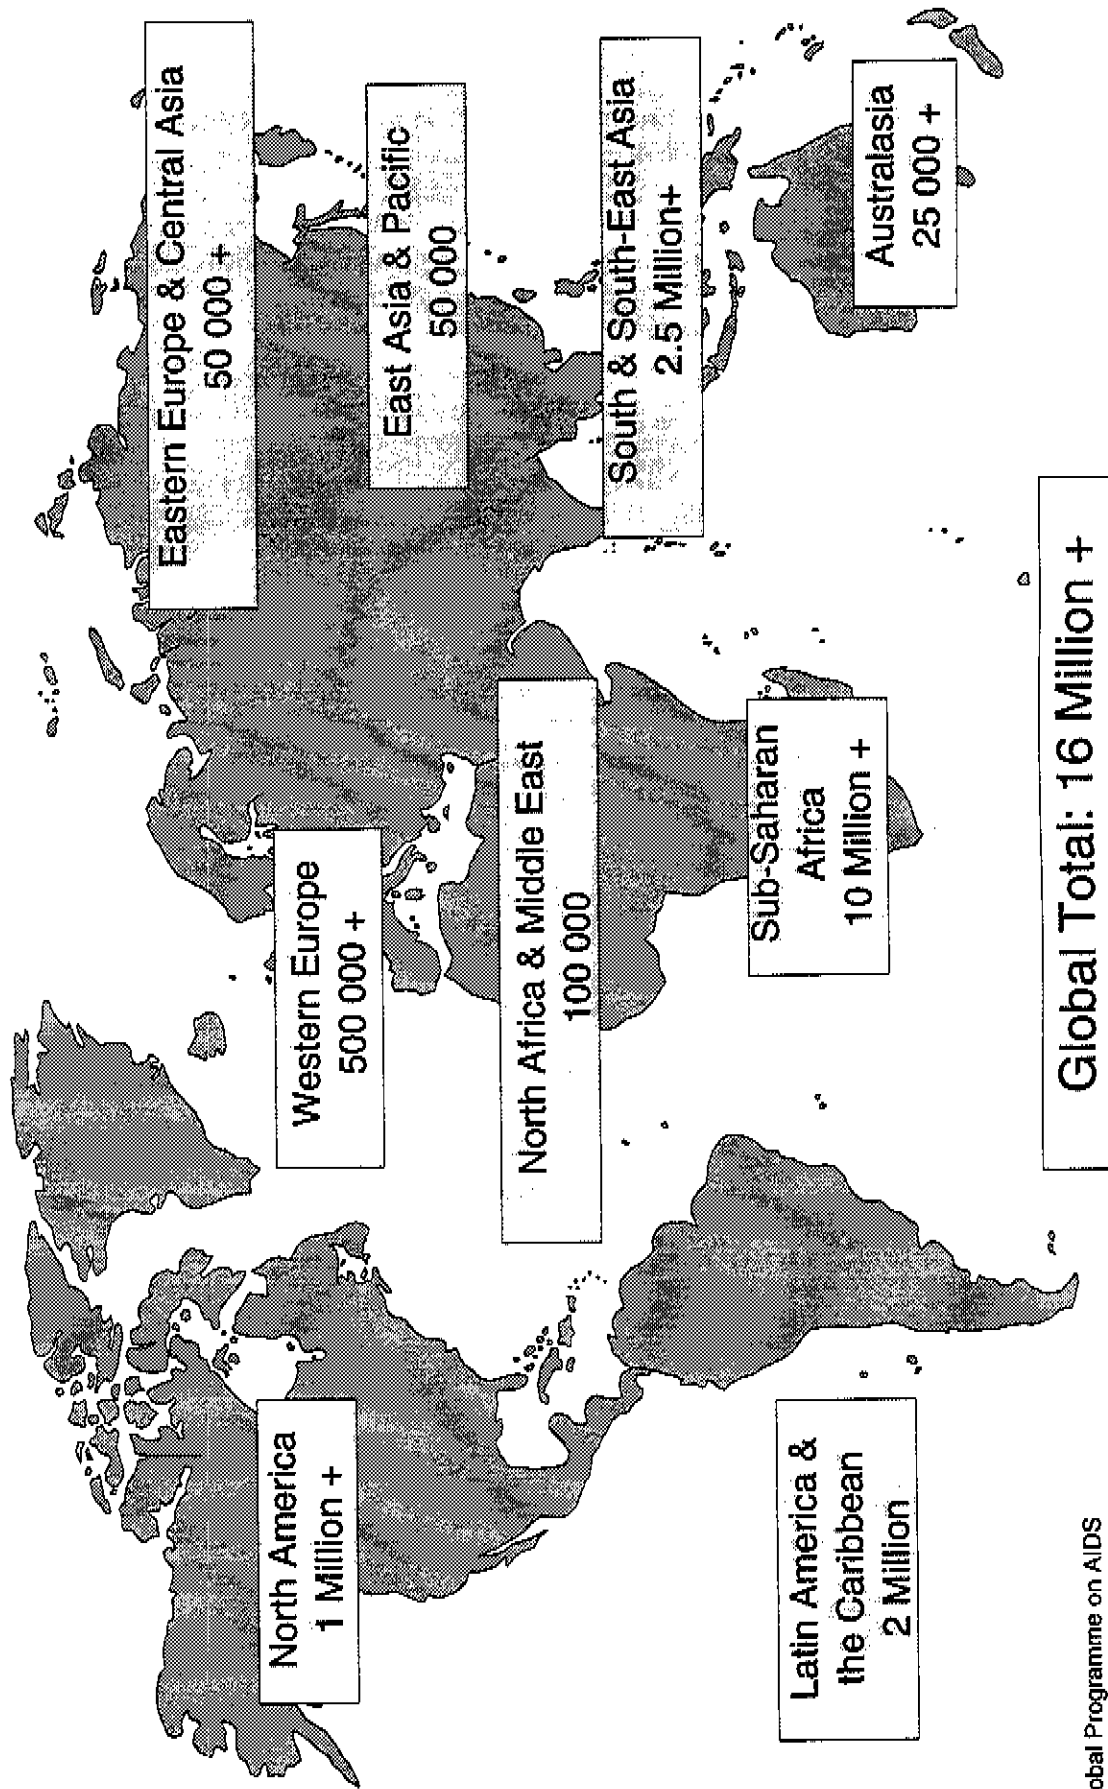 Eastern Europe & Central Asia
50 000 +
North America
1 Million +
Western Europe
500 000 +
East Asia & Pacific
50 000
North Africa & Middle East
100 000
South & South-East Asia
2.5 Million+
Latin America &
the Caribbean
2 Million
Sub-Saharan
Africa
10 Million +
Australasia
25 000 +
Global Total: 16 Million +
obal Programme on AIDS